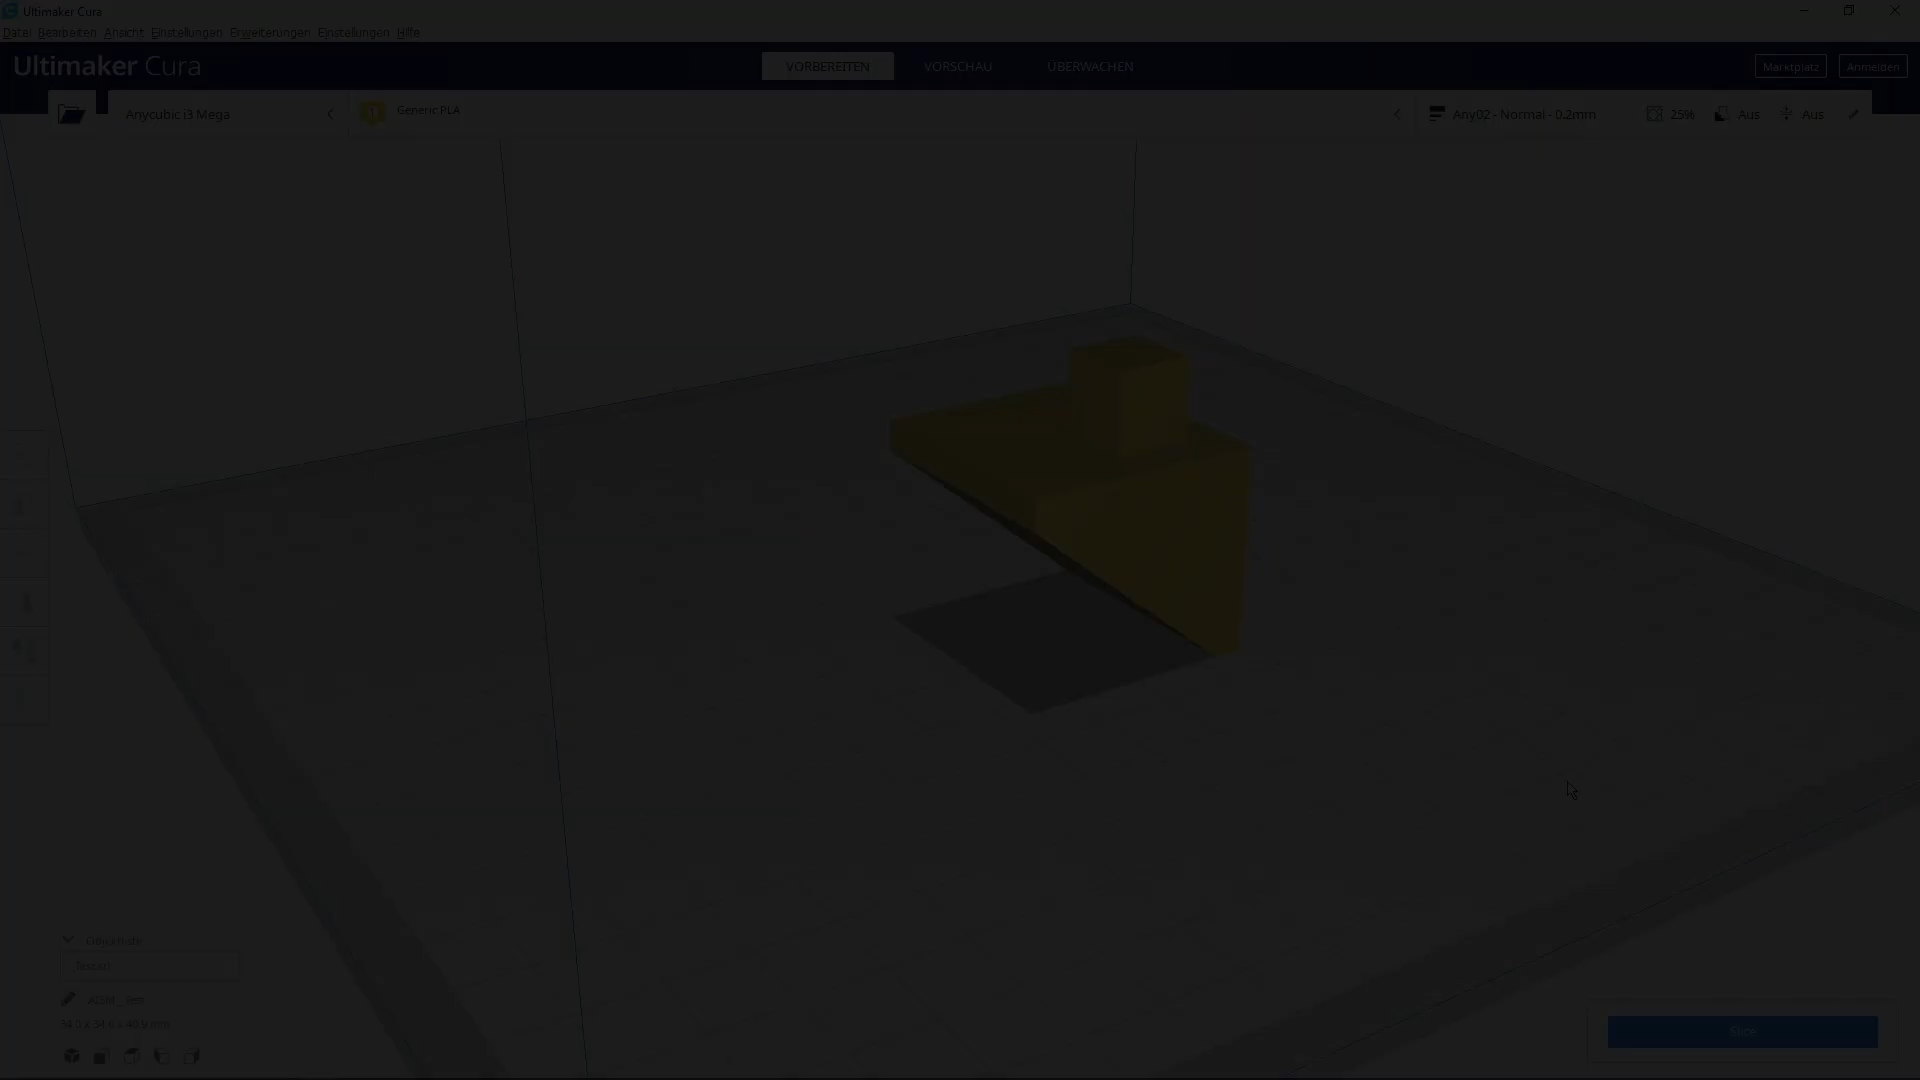 Ultimaker Cura
Datei Bearbeiten Ansicht Einstellungen Erweiterungen Einstellungen Hilfe
Ultimaker Cura
VORBEREITEN VORSCHAU ÜBERWACHEN
Marktplatz Anmelden
Anycubic i3 Mega
Generic PLA
Any02 - Normal - 0.2mm 25% Aus Aus
Slice